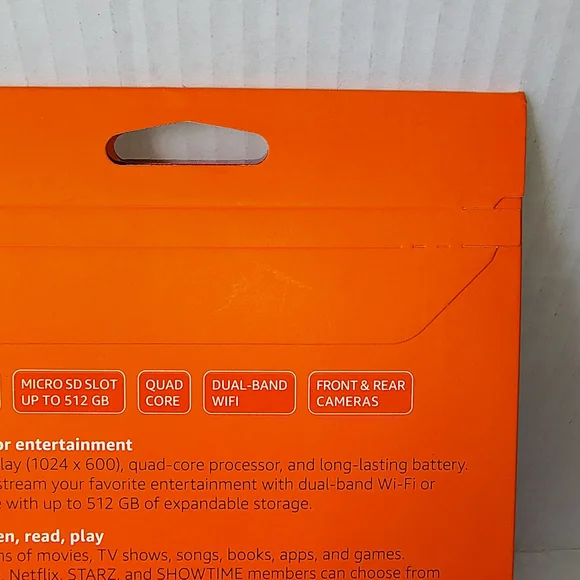 MICRO SD SLOT
UP TO 512 GB
QUAD
CORE
DUAL-BAND
WIFI
FRONT & REAR
CAMERAS
or entertainment
lay (1024 x 600), quad-core processor, and long-lasting battery.
stream your favorite entertainment with dual-band Wi-Fi or
e with up to 512 GB of expandable storage.
en, read, play
ns of movies, TV shows, songs, books, apps, and games.
Netflix, STARZ, and SHOWTIME members can choose from